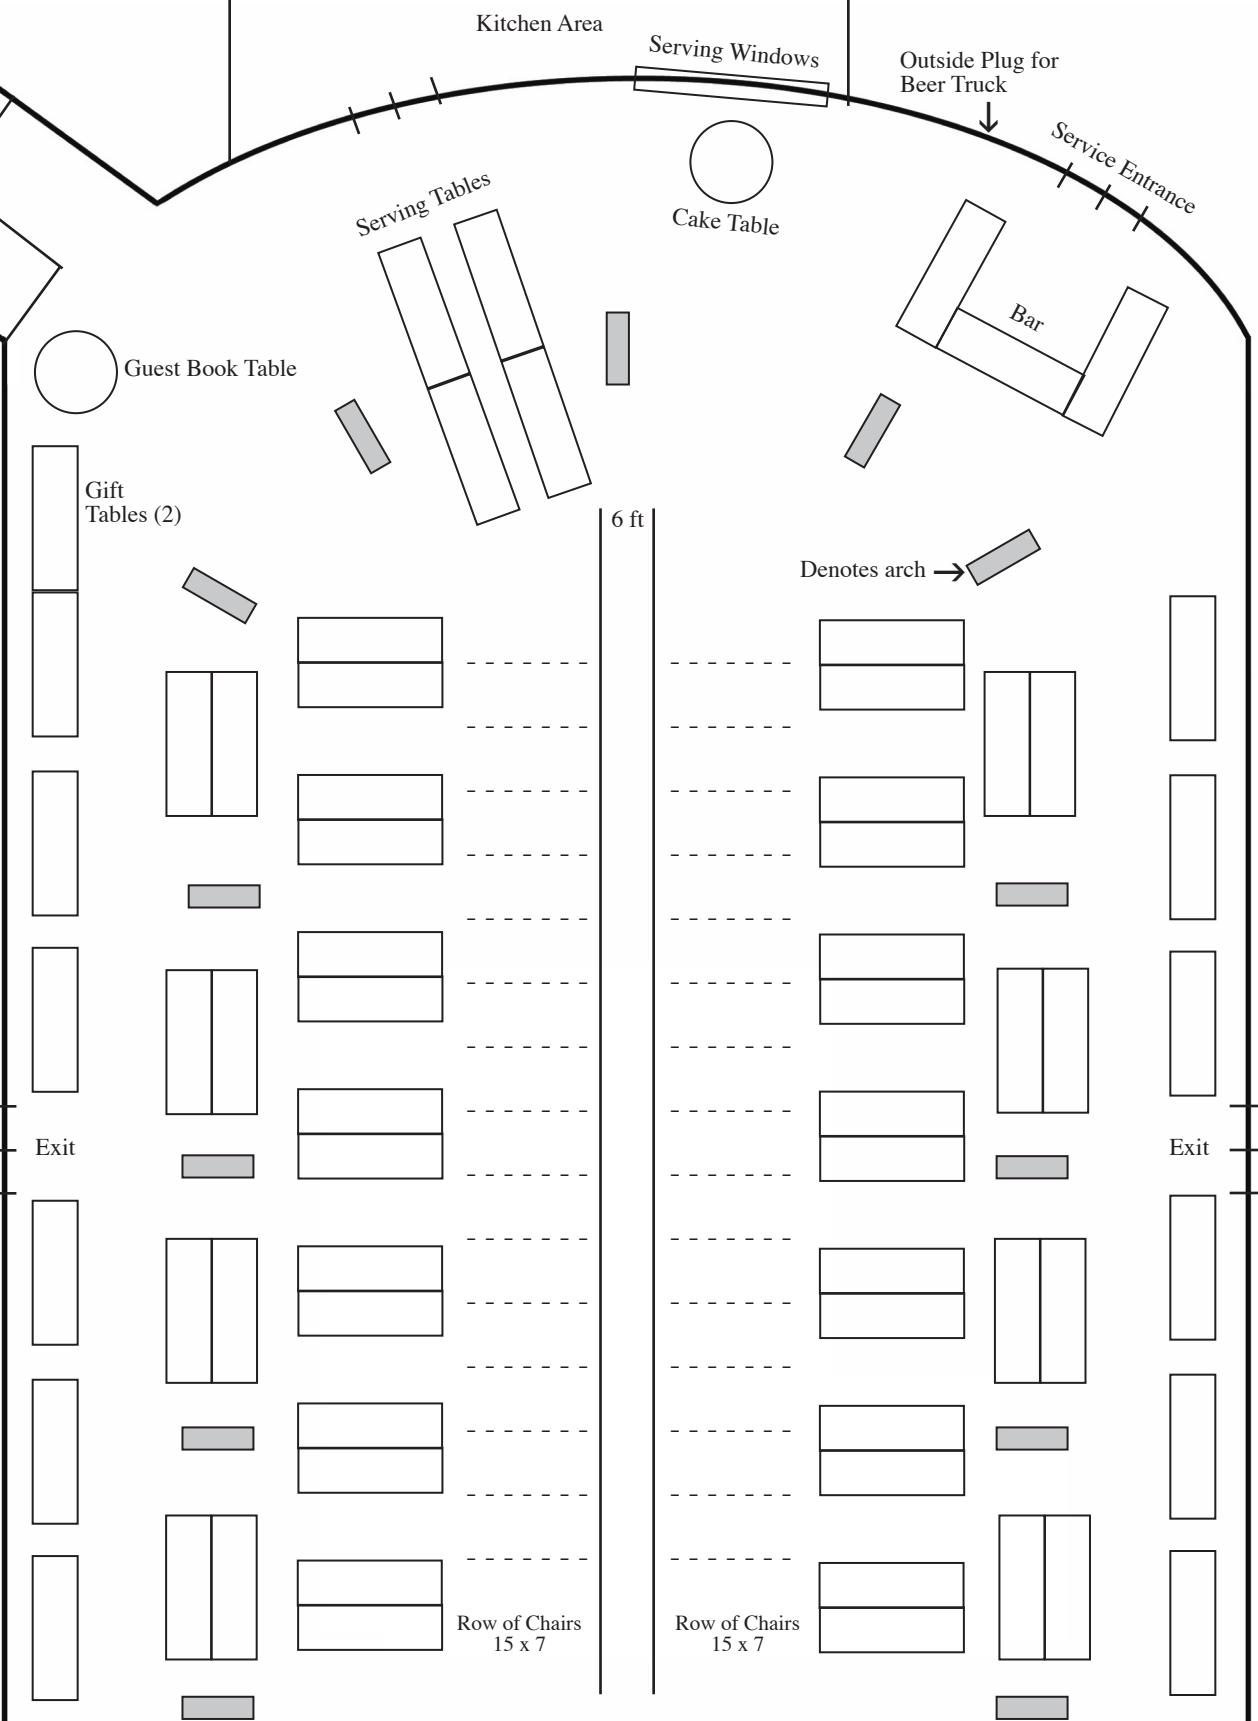 Kitchen Area
Serving Windows
Outside Plug for
Beer Truck
Service Entrance
Serving Tables
Cake Table
Bar
Guest Book Table
Gift
Tables (2)
6 ft
Denotes arch
Exit
Exit
Row of Chairs
15 x 7
Row of Chairs
15 x 7